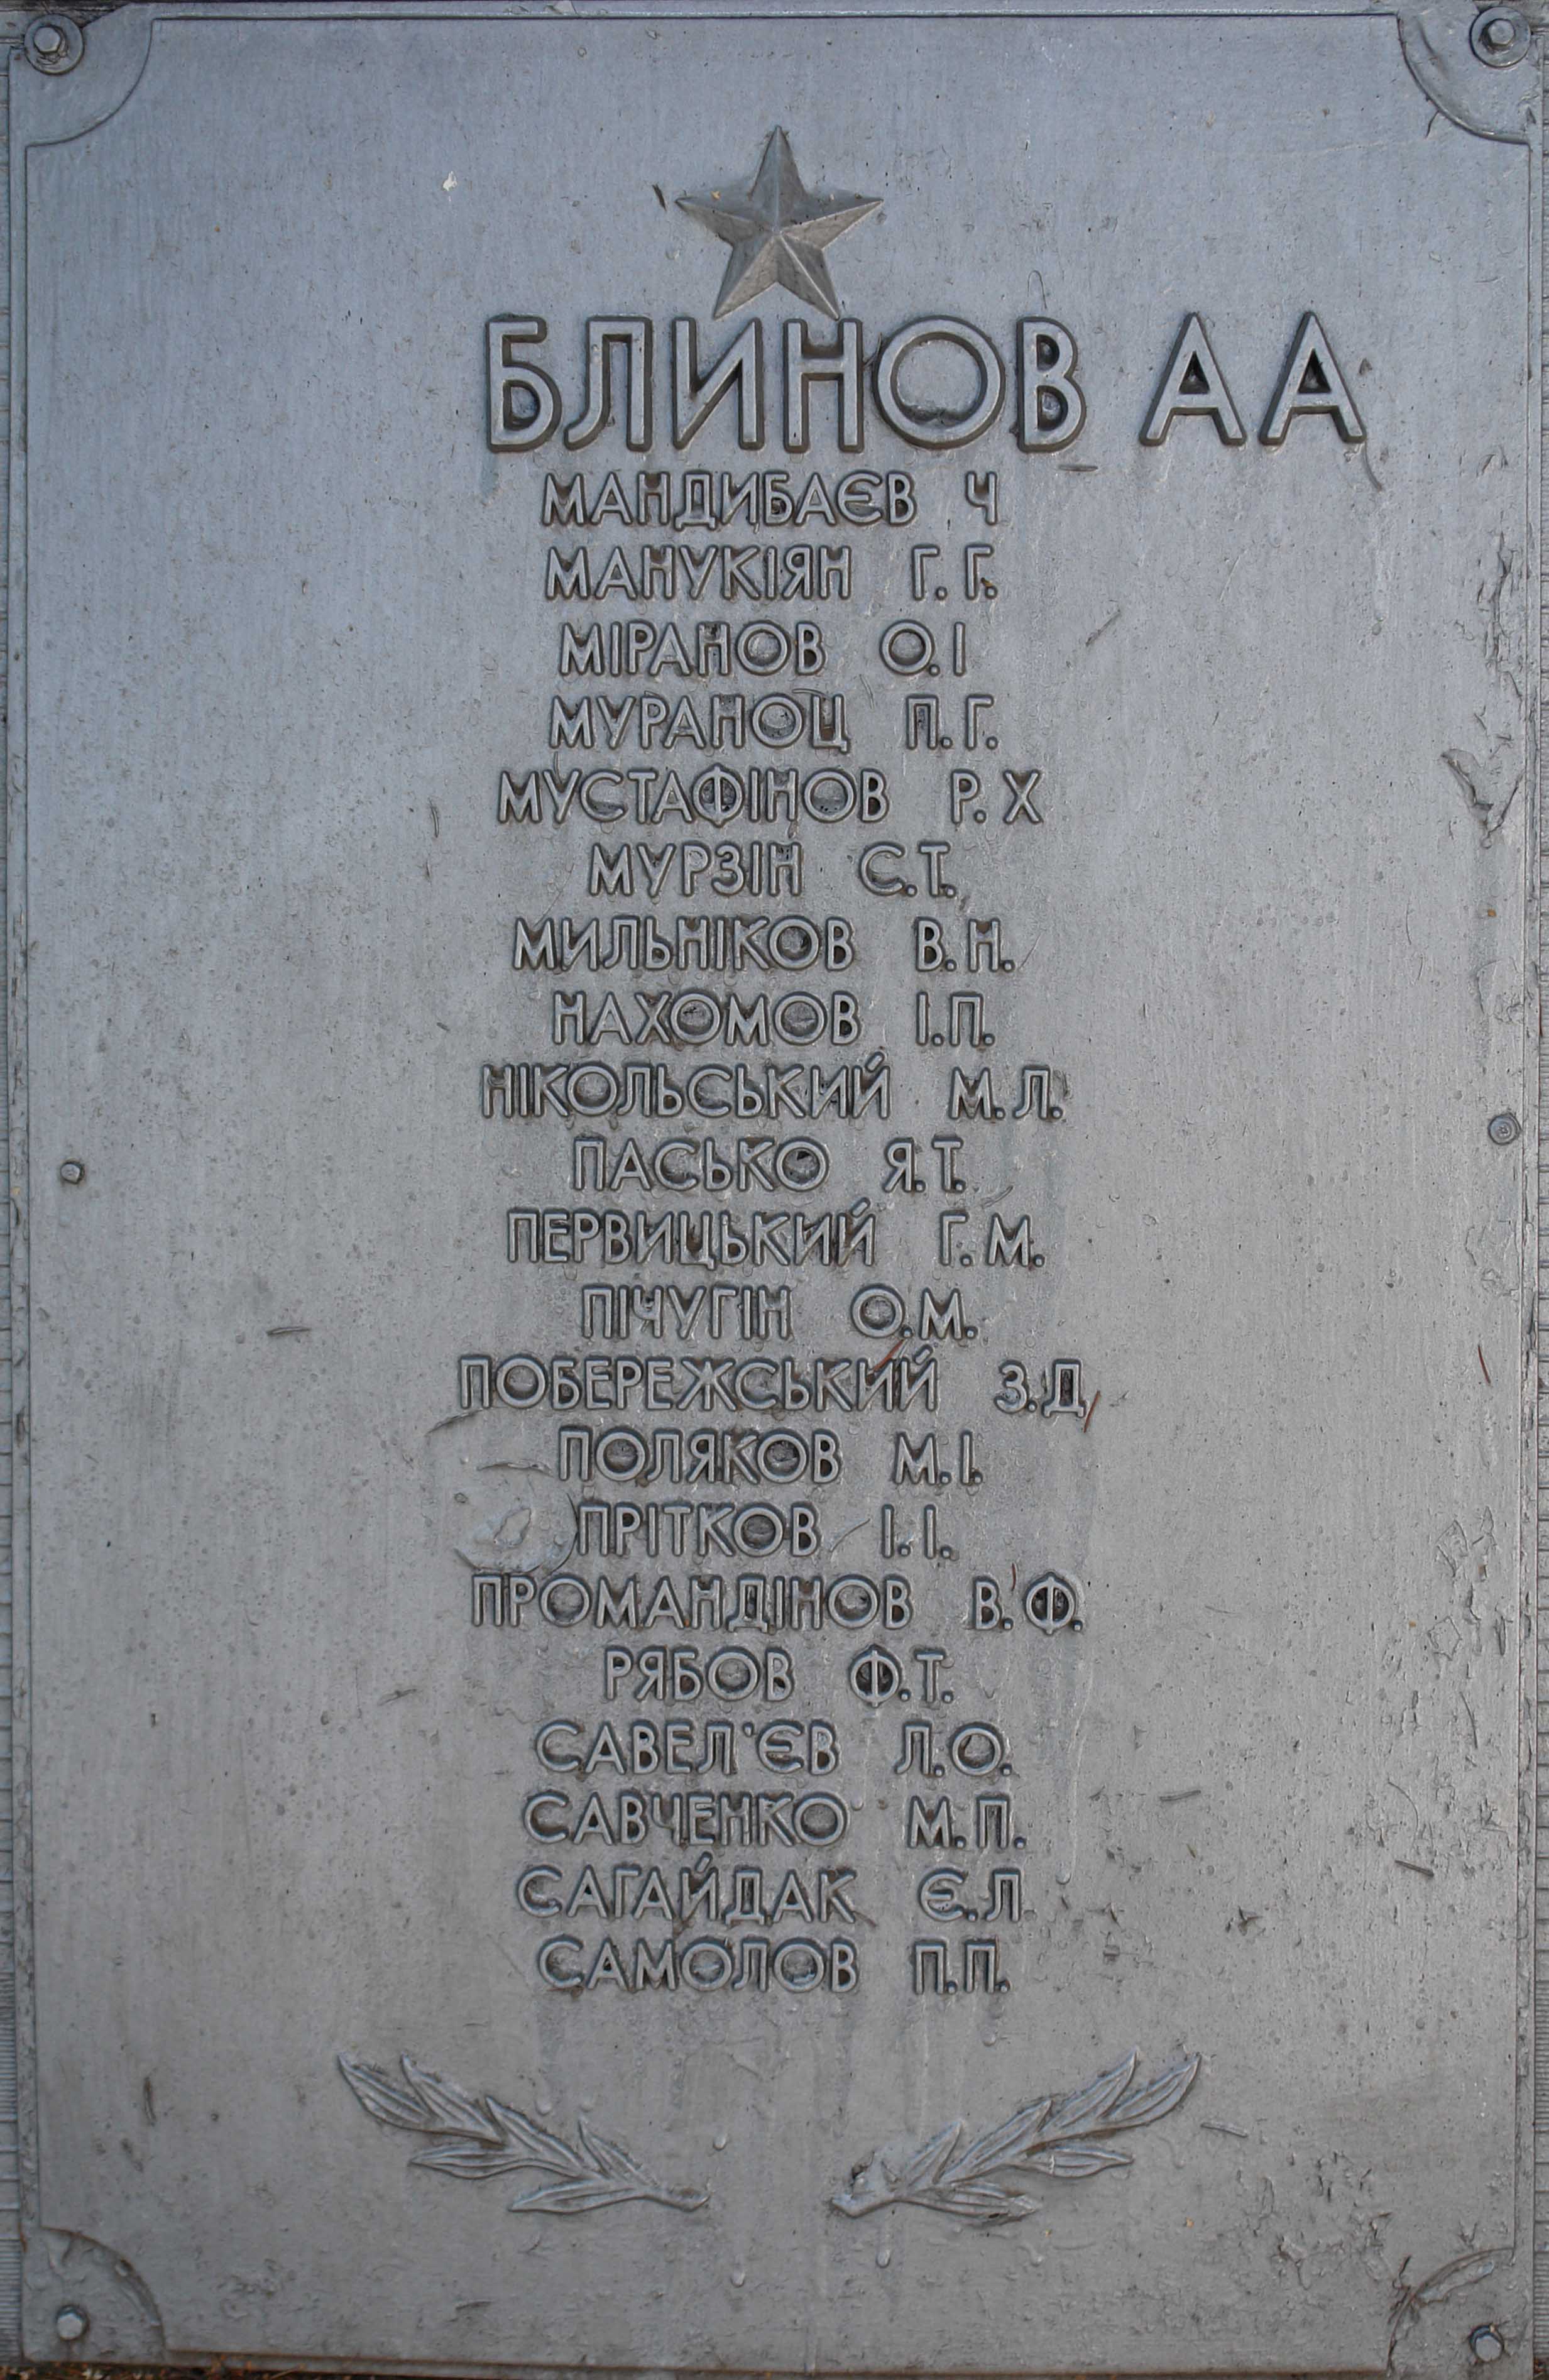 БЛИНОВ А А
МАНДИБАЄВ Ч
МАНУКІЯН Г. Г.
МІРАНОВ О. І
МУРАНОЦ П. Г.
МУСТАФІНОВ Р. Х
МУРЗІН С.Т.
МИЛЬНІКОВ В. Н.
НАХОМОВ І.П.
НІКОЛЬСЬКИЙ М. Л.
ПАСЬКО Я.Т.
ПЕРВИЦЬКИЙ Г. М.
ПІЧУГІН О.М.
ПОБЕРЕЖСЬКИЙ З.Д
ПОЛЯКОВ М. І.
ПРІТКОВ І. І.
ПРОМАНДІНОВ В. Ф.
РЯБОВ Ф.Т.
САВЕЛ'ЄВ Л.О.
САВЧЕНКО М.П.
САГАЙДАК Є.Л
САМОЛОВ П.П.